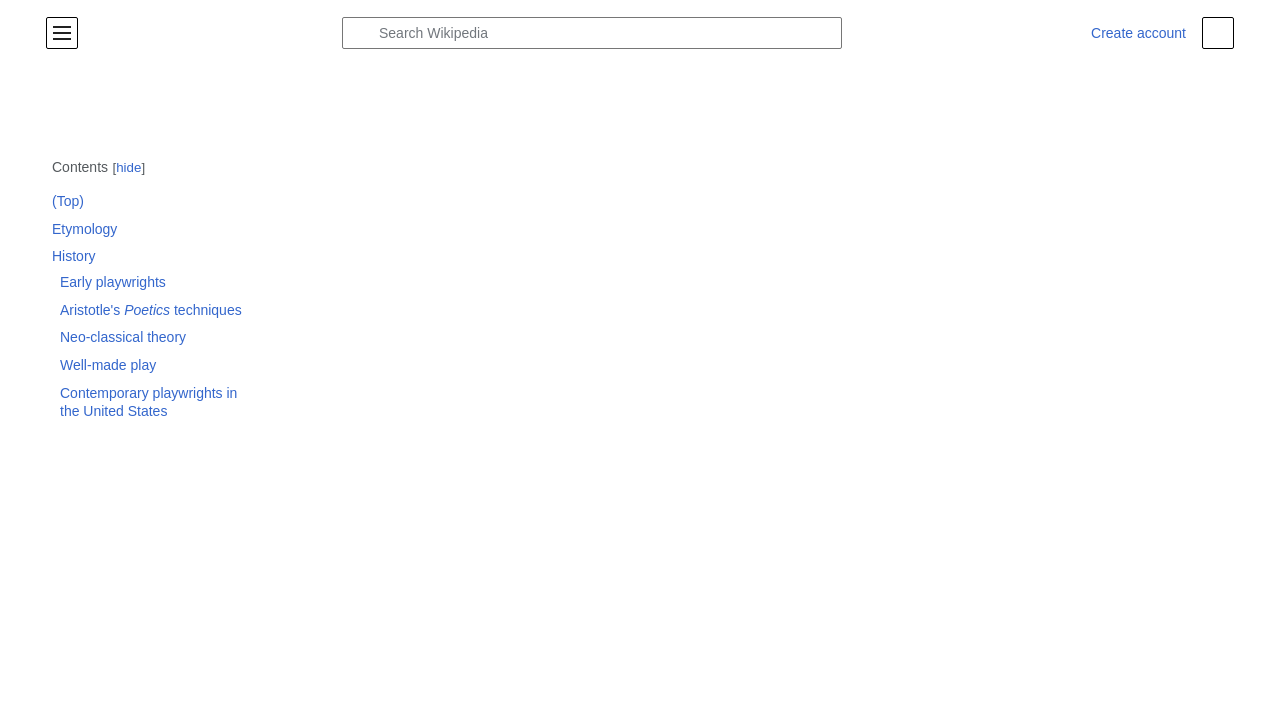 Search Wikipedia
Create account
Contents [hide]
(Top)
Etymology
History
Early playwrights
Aristotle's Poetics techniques
Neo-classical theory
Well-made play
Contemporary playwrights in
the United States